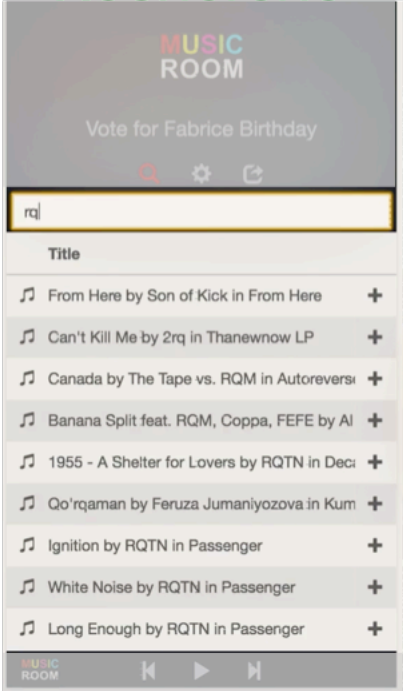 MUSIC
ROOM
Vote for Fabrice Birthday
rq
Title
From Here by Son of Kick in From Here
Can't Kill Me by 2rq in Thanewnow LP
Canada by The Tape vs. RQM in Autorevers
Banana Split feat. RQM, Coppa, FEFE by Al
1955 - A Shelter for Lovers by RQTN in Deca
Qo'rqaman by Feruza Jumaniyozova in Kum
Ignition by RQTN in Passenger
White Noise by RQTN in Passenger
Long Enough by RQTN in Passenger
MUSIC
ROOM